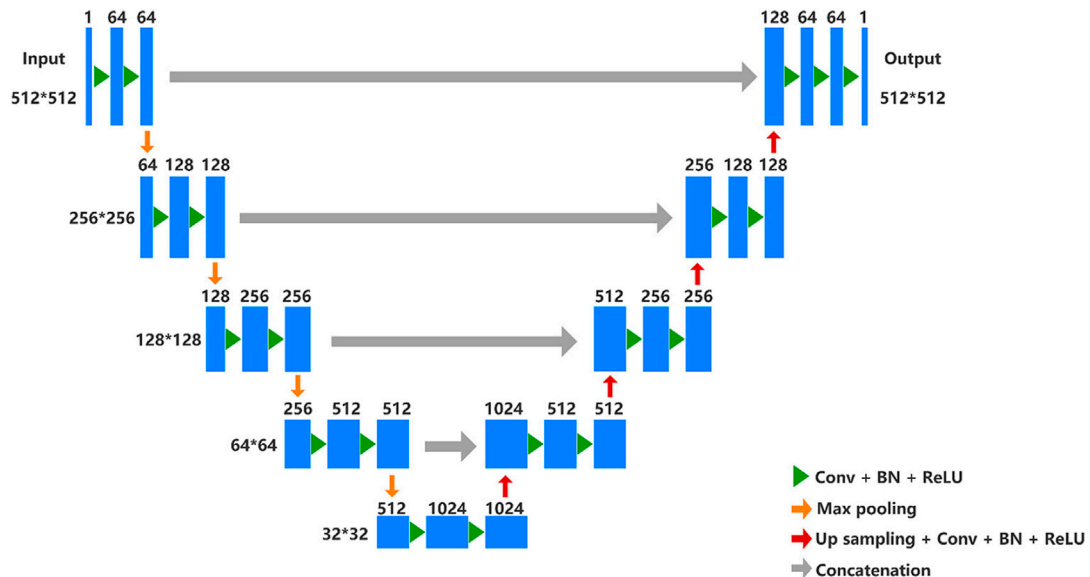 1 64 64
128 64 64 1
Input
Output
512*512
512*512
64 128 128
256 128 128
256*256
128 256 256
512 256 256
128*128
256 512 512
1024 512 512
64*64
512 1024 1024
32*32
Conv + BN + ReLU
Max pooling
Up sampling + Conv + BN + ReLU
Concatenation